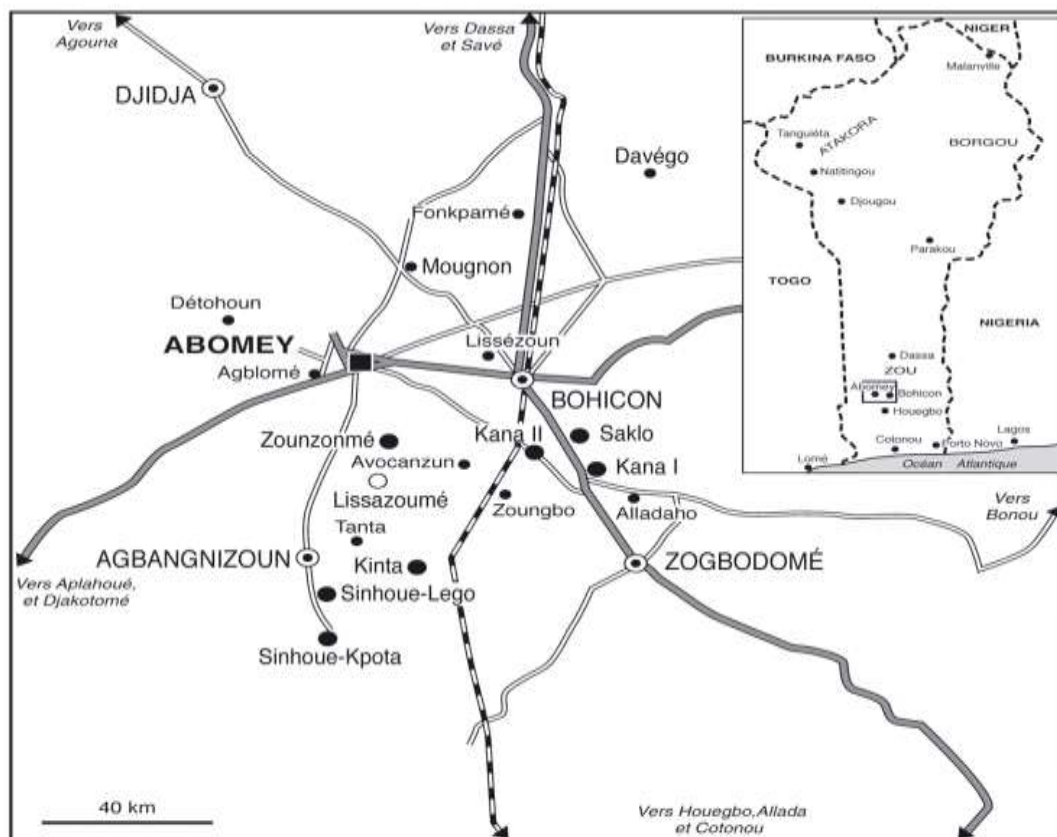 Vers
Agouna
Vers Dassa
et Savé
DJIDJA
Davégo
Fonkpamé
Mougnon
Détohoun
ABOMEY
Lissézoun
Agblomé
BOHICON
Zounzonmé
Kana II
Saklo
Avocanzun
Kana I
Lissazoumé
Zoungbo
Alladaho
Vers
Bonou
Tanta
AGBANGNIZOUN
Kinta
ZOGBODOMÉ
Vers Aplahoué,
et Djakotomé
Sinhoue-Lego
Sinhoue-Kpota
40 km
Vers Houegbo,Allada
et Cotonou
NIGER
BURKINA FASO
Malanville
Tanguiéta
ATAKORA
BORGOU
Natitingou
Djougou
Parakou
TOGO
NIGERIA
Dassa
ZOU
Abomey
Bohicon
Houegbo
Cotonou
Porto Novo
Lagos
Lomé
Océan Atlantique